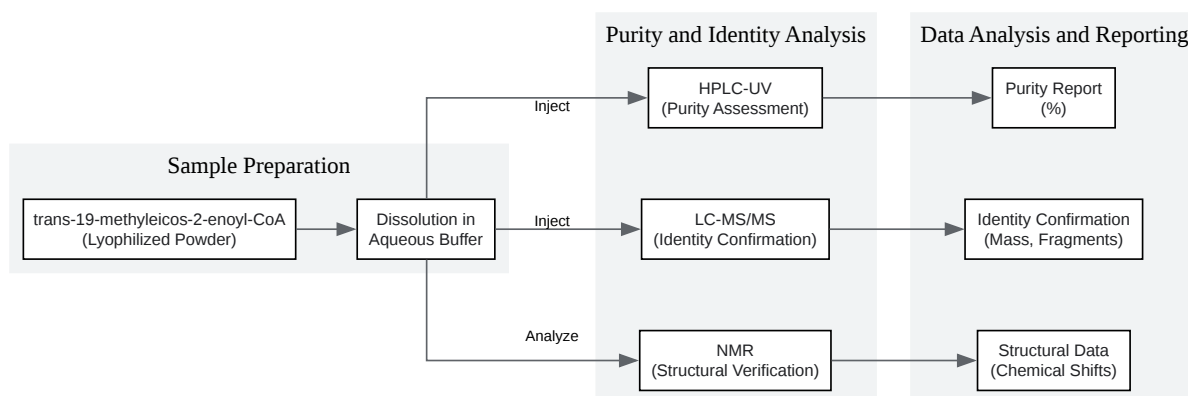 Purity and Identity Analysis
Data Analysis and Reporting
HPLC-UV
(Purity Assessment)
Purity Report
(%)
Inject
Sample Preparation
trans-19-methyleicos-2-enoyl-CoA
(Lyophilized Powder)
Dissolution in
Aqueous Buffer
Inject
LC-MS/MS
(Identity Confirmation)
Identity Confirmation
(Mass, Fragments)
Analyze
NMR
(Structural Verification)
Structural Data
(Chemical Shifts)